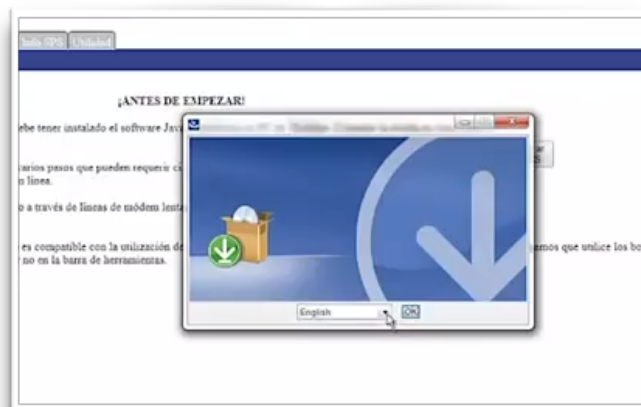 Info SPS Utilidad
¡ANTES DE EMPEZAR!
ebe tener instalado el software Jav
varios pasos que pueden requerir
n línea.
o a través de líneas de módem
es compatible con la utilización de
emos que utilice los bo
no en la barra de herramientas.
English OK